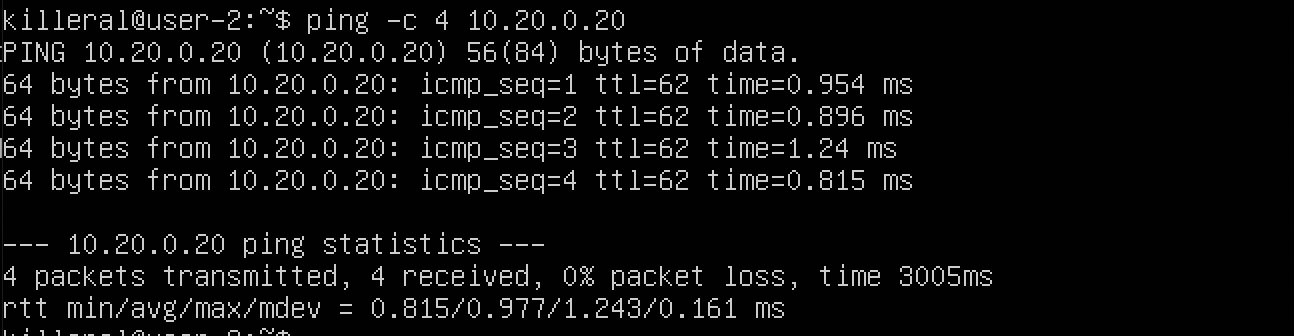 killeral@user-2:~$ ping -c 4 10.20.0.20
PING 10.20.0.20 (10.20.0.20) 56(84) bytes of data.
64 bytes from 10.20.0.20: icmp_seq=1 ttl=62 time=0.954 ms
64 bytes from 10.20.0.20: icmp_seq=2 ttl=62 time=0.896 ms
64 bytes from 10.20.0.20: icmp_seq=3 ttl=62 time=1.24 ms
64 bytes from 10.20.0.20: icmp_seq=4 ttl=62 time=0.815 ms
--- 10.20.0.20 ping statistics ---
4 packets transmitted, 4 received, 0% packet loss, time 3005ms
rtt min/avg/max/mdev = 0.815/0.977/1.243/0.161 ms
killeral@user-2:~$